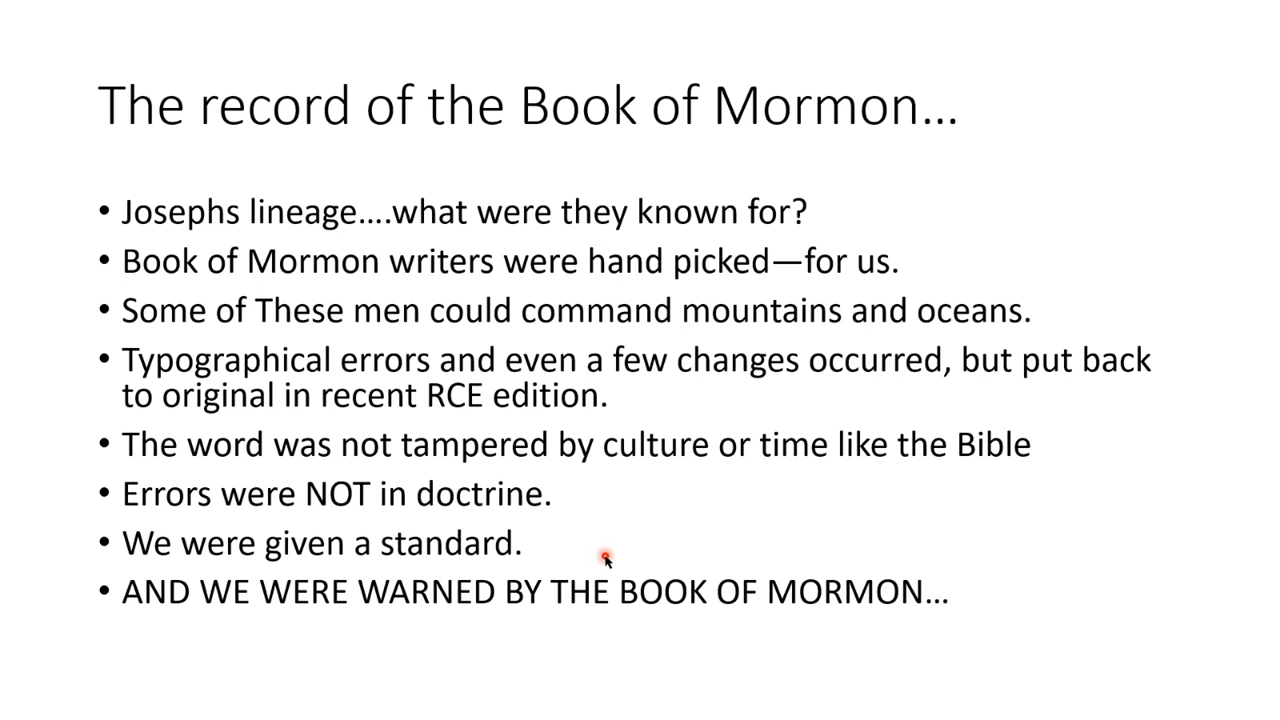 The record of the Book of Mormon…
• Josephs lineage….what were they known for?
• Book of Mormon writers were hand picked—for us.
• Some of These men could command mountains and oceans.
• Typographical errors and even a few changes occurred, but put back
to original in recent RCE edition.
• The word was not tampered by culture or time like the Bible
• Errors were NOT in doctrine.
• We were given a standard.
• AND WE WERE WARNED BY THE BOOK OF MORMON…